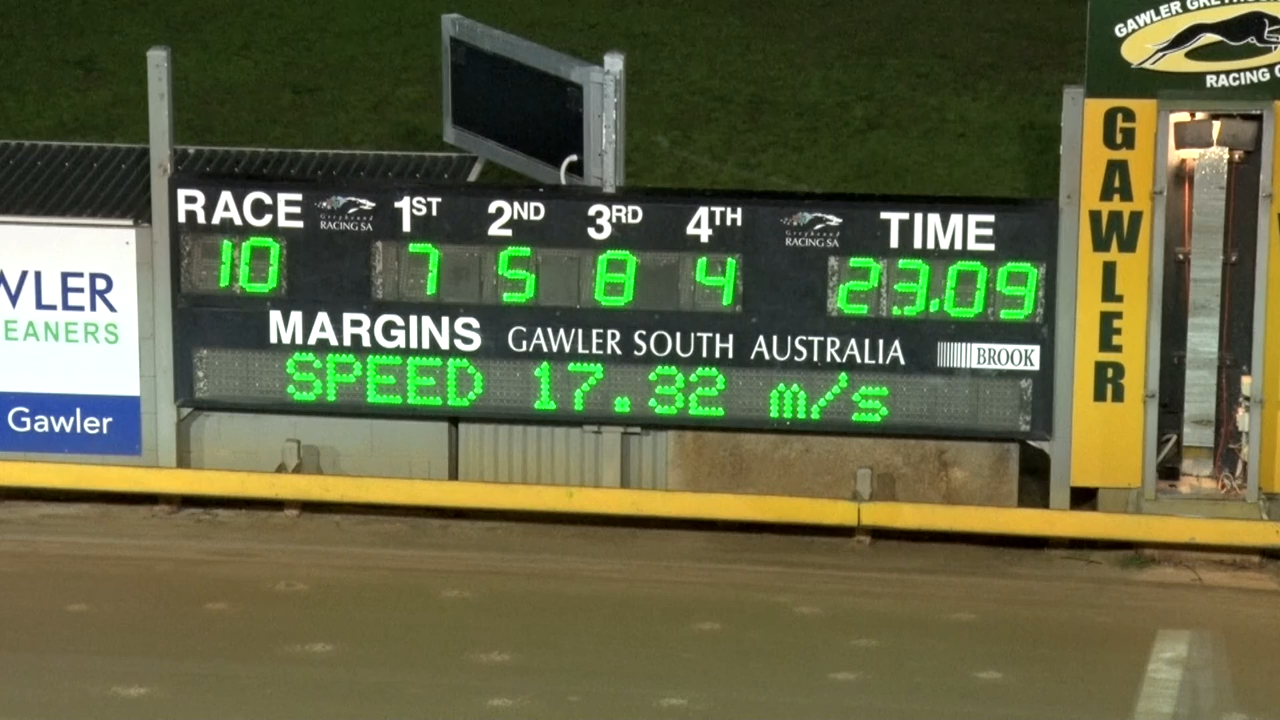 GAWLER GREYHOUND
RACING C
GAWLER
RACE
Greyhound
RACING SA
1ST 2ND 3RD 4TH
Greyhound
RACING SA
TIME
10 7 5 8 4 23.09
MARGINS GAWLER SOUTH AUSTRALIA BROOK
SPEED 17.32 m/s
WLER
EANERS
Gawler